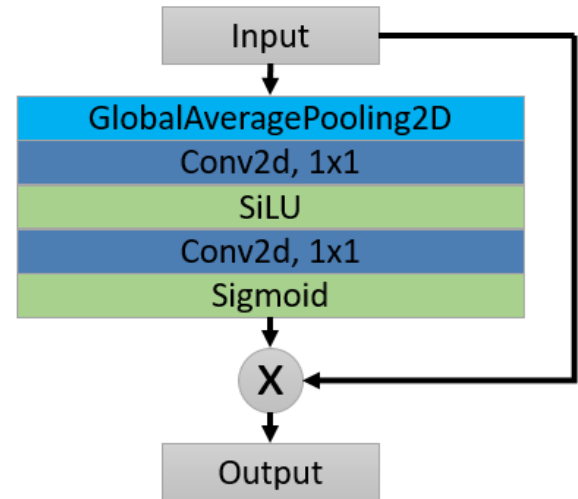 Input
GlobalAveragePooling2D
Conv2d, 1x1
SiLU
Conv2d, 1x1
Sigmoid
X
Output